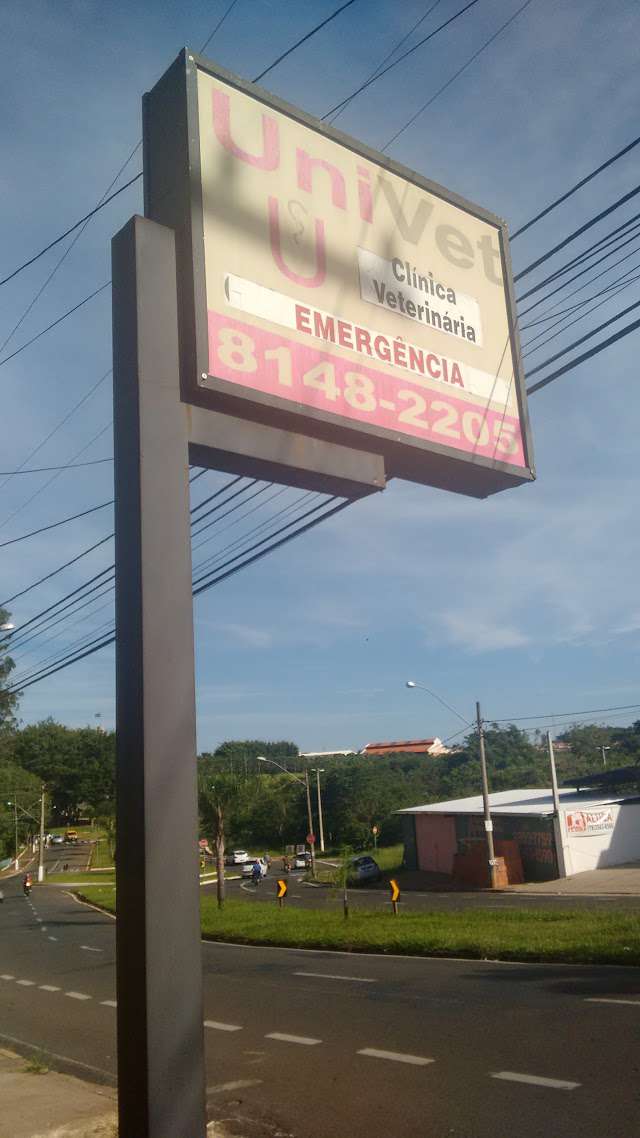 UniVet
U
Clínica
Veterinária
EMERGÊNCIA
8148-2205